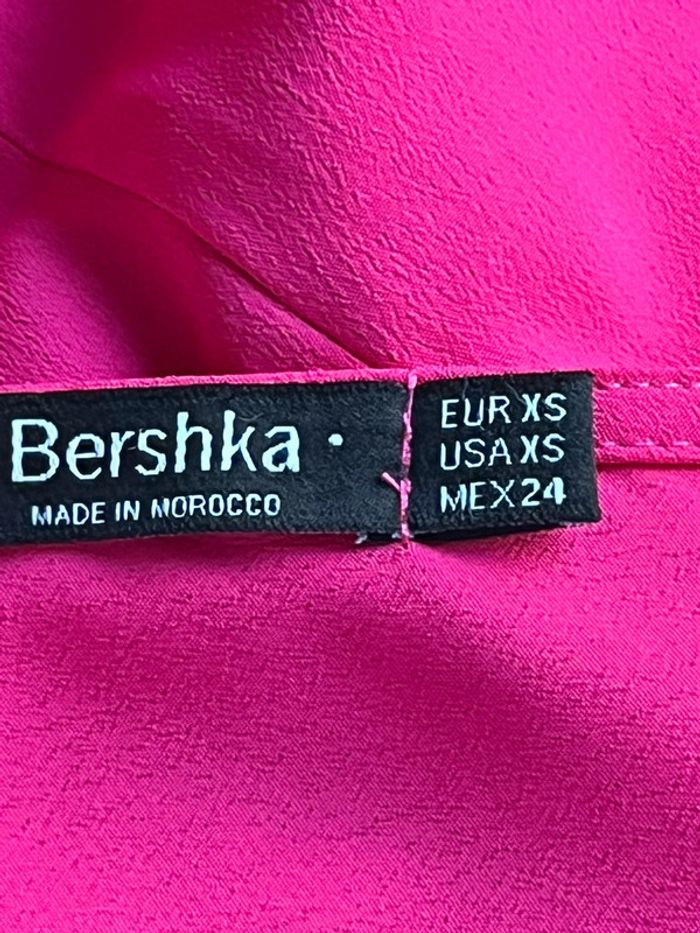 Bershka
MADE IN MOROCCO
EUR XS
USA XS
MEX 24